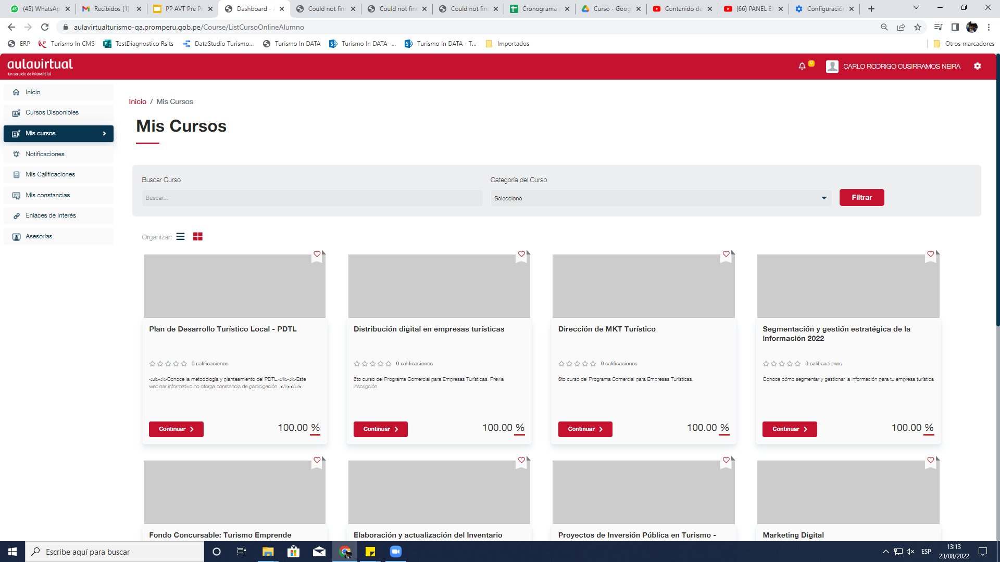 (45) WhatsAp
Recibidos (1)
PP AVT Pre Pr
Dashboard - A
Could not find
Could not find
Could not find
Cronograma a
Curso - Goog
Contenido de
(66) PANEL EX
Configuración
aulavirtualturismo-qa.promperu.gob.pe/Course/ListCursoOnlineAlumno
ERP
Turismo In CMS
TestDiagnostico Rslts
DataStudio Turismo...
Turismo In DATA
Turismo In DATA -...
Turismo In DATA - T...
Importados
Otros marcadores
aulavirtual
Un servicio de PROMPERÚ
0
CARLO RODRIGO CUSIRRAMOS NEIRA
Inicio
Cursos Disponibles
Mis cursos
Notificaciones
Mis Calificaciones
Mis constancias
Enlaces de Interés
Asesorías
Inicio / Mis Cursos
Mis Cursos
Buscar Curso
Buscar...
Categoría del Curso
Seleccione
Filtrar
Organizar:
Plan de Desarrollo Turístico Local - PDTL
0 calificaciones
<ul><li>Conoce la metodología y planteamiento del PDTL.</li><li>Este
webinar informativo no otorga constancia de participación. </li></ul>
Continuar
100.00 %
Distribución digital en empresas turísticas
0 calificaciones
5to curso del Programa Comercial para Empresas Turísticas. Previa
inscripción.
Continuar
100.00 %
Dirección de MKT Turístico
0 calificaciones
6to curso del Programa Comercial para Empresas Turísticas.
Continuar
100.00 %
Segmentación y gestión estratégica de la
información 2022
0 calificaciones
Conoce cómo segmentar y gestionar la información para tu empresa turística
Continuar
100.00 %
Fondo Concursable: Turismo Emprende
Elaboración y actualización del Inventario
Proyectos de Inversión Pública en Turismo -
Marketing Digital
Escribe aquí para buscar
ESP
13:13
23/08/2022